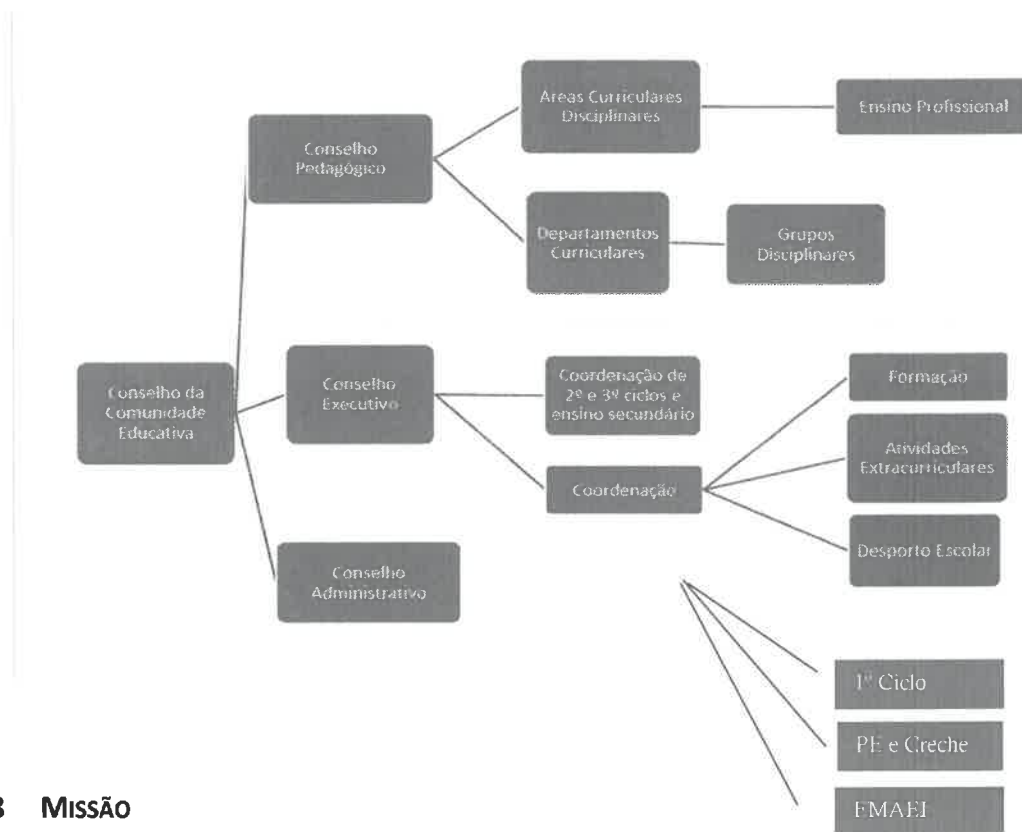 Áreas Curriculares
Disciplinares
Ensino Profissional
Conselho
Pedagógico
Departamentos
Curriculares
Grupos
Disciplinares
Conselho da
Comunidade
Educativa
Conselho
Executivo
Coordenação de
2º e 3º ciclos e
ensino secundário
Formação
Atividades
Extracurriculares
Coordenação
Desporto Escolar
Conselho
Administrativo
1º Ciclo
PE e Creche
EMAEI
3 MISSÃO